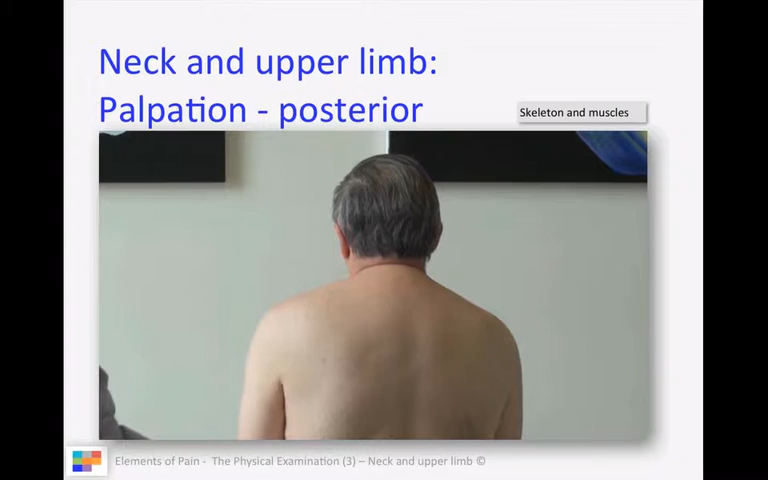 Neck and upper limb:
Palpation - posterior
Skeleton and muscles
Elements of Pain - The Physical Examination (3) – Neck and upper limb ©